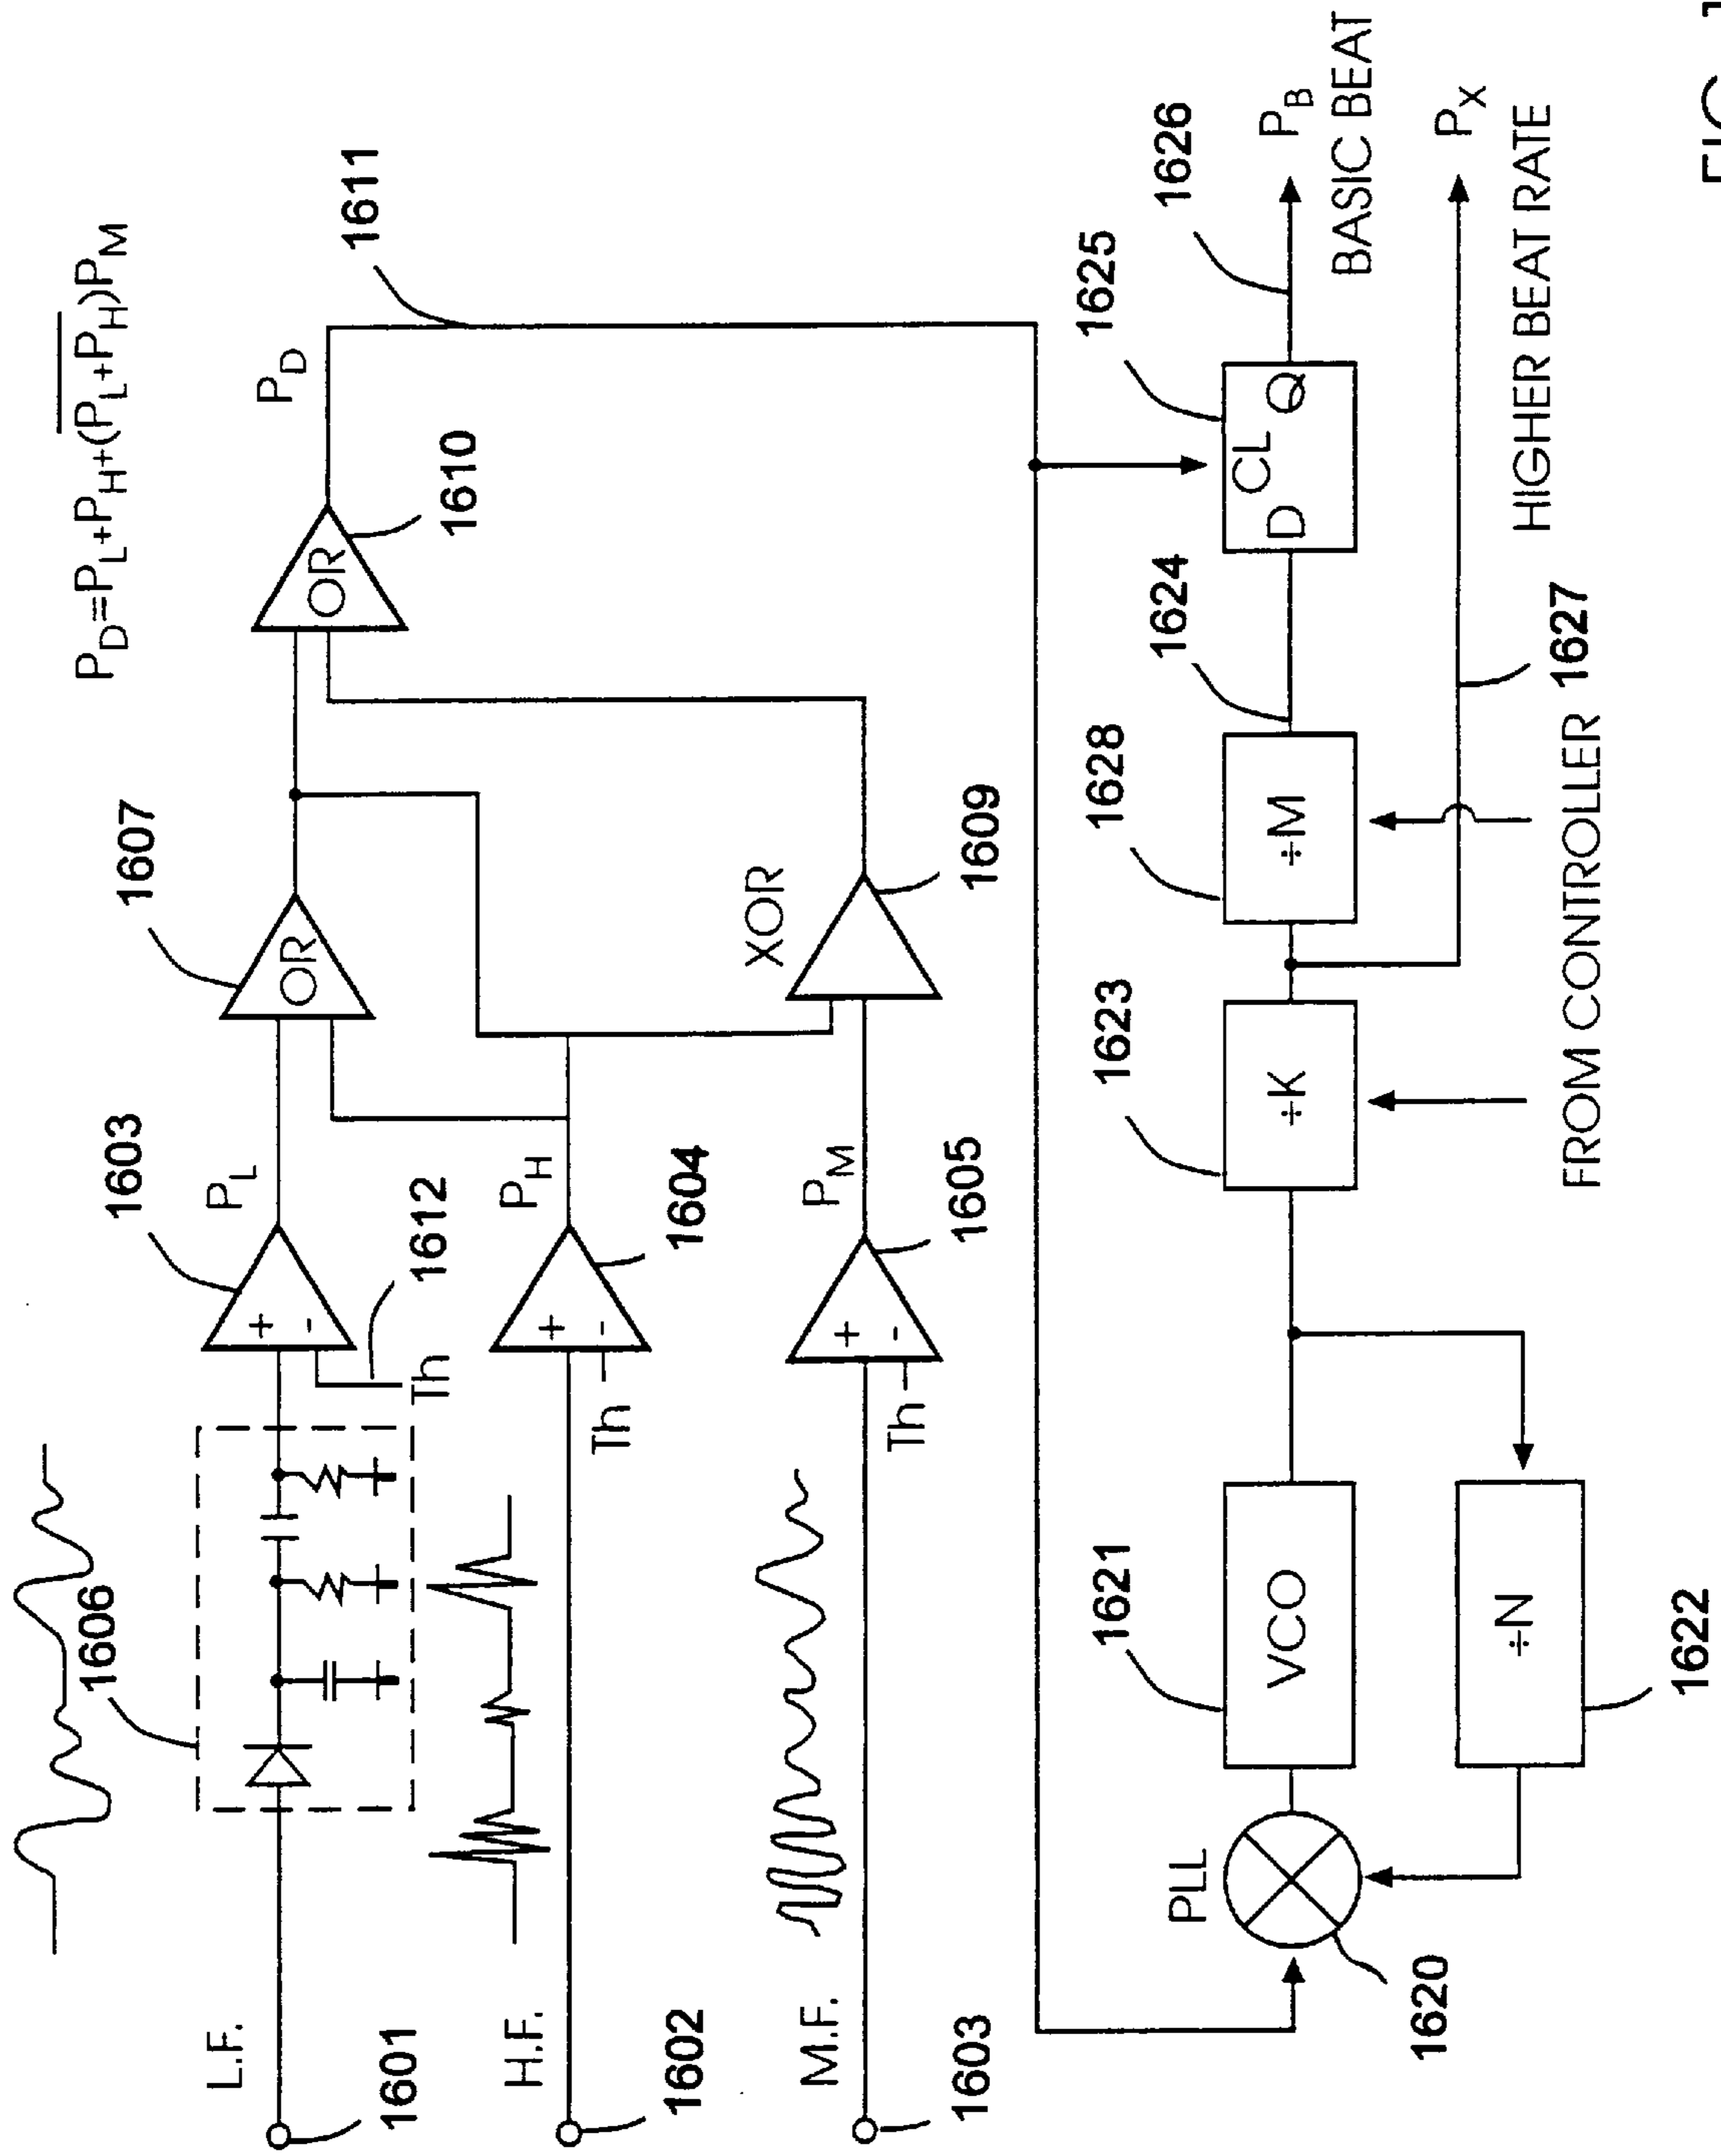 P_D=P_L+P_H+(P_L+P_H)P_M
L.F.
1601
1606
Th
1612
1603
P_L
+
-
OR
1607
OR
1610
P_D
1611
H.F.
1602
Th
+
-
P_H
1604
M.F.
1603
Th
+
-
P_M
1605
XOR
1609
PLL
1620
VCO
1621
÷N
1622
÷K
1623
÷M
1628
1624
D
CL
Q
1625
1626
P_B
BASIC BEAT
P_X
HIGHER BEAT RATE
1627
FROM CONTROLLER